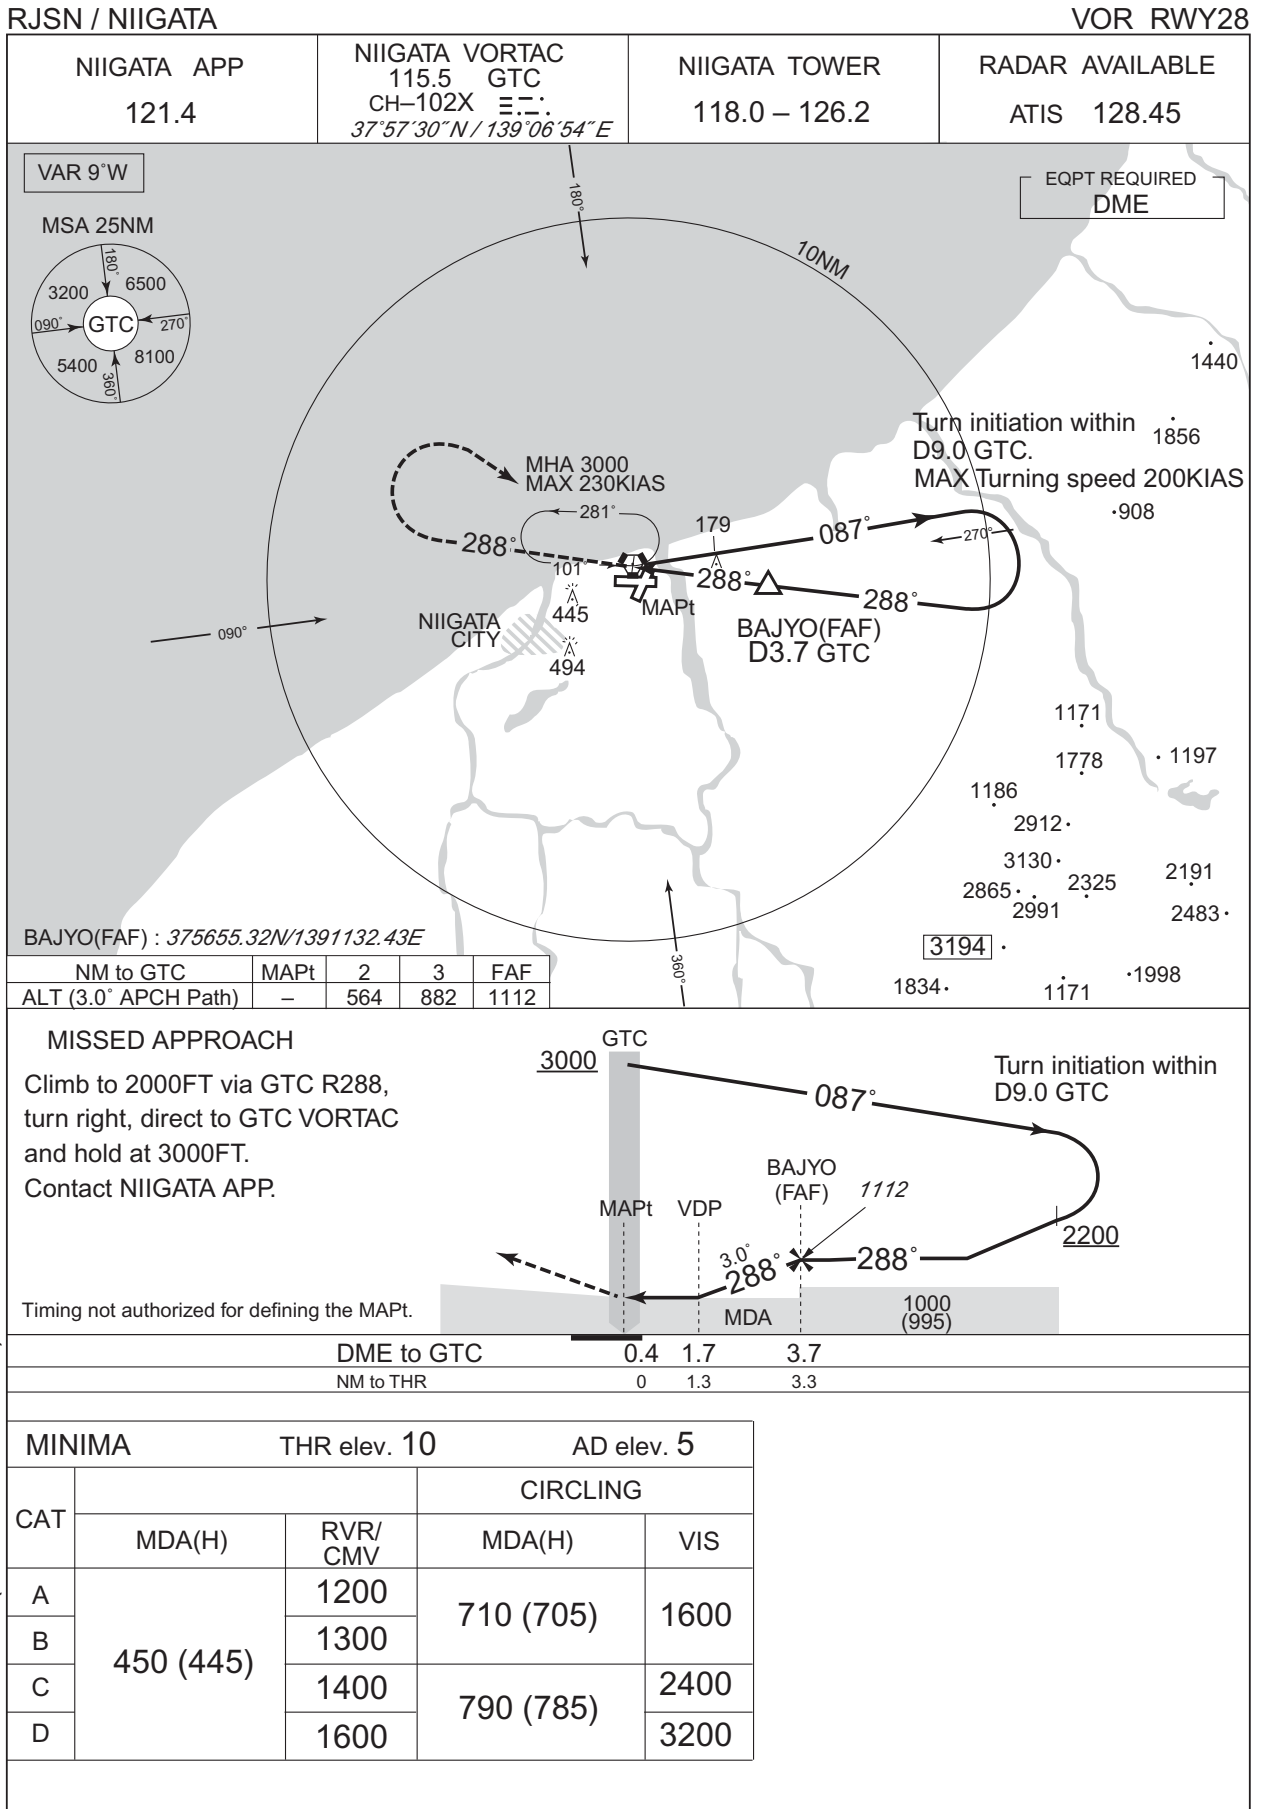 RJSN / NIIGATA
VOR RWY28
NIIGATA APP
121.4
NIIGATA VORTAC
115.5 GTC
CH–102X
37°57′30″N / 139°06′54″E
NIIGATA TOWER
118.0 – 126.2
RADAR AVAILABLE
ATIS 128.45
VAR 9°W
EQPT REQUIRED
DME
MSA 25NM
180°
3200
6500
090°
GTC
270°
5400
8100
360°
180°
10NM
1440
Turn initiation within
D9.0 GTC.
MAX Turning speed 200KIAS
1856
908
MHA 3000
MAX 230KIAS
281°
179
087°
270°
288°
101°
288°
288°
445
MAPt
NIIGATA
CITY
494
090°
BAJYO(FAF)
D3.7 GTC
1171
1778
1197
1186
2912
3130
2865
2325
2191
2991
2483
3194
1834
1171
1998
360°
BAJYO(FAF) : 375655.32N/1391132.43E
NM to GTC MAPt 2 3 FAF
ALT (3.0° APCH Path) – 564 882 1112
MISSED APPROACH
Climb to 2000FT via GTC R288,
turn right, direct to GTC VORTAC
and hold at 3000FT.
Contact NIIGATA APP.
GTC
3000
087°
Turn initiation within
D9.0 GTC
BAJYO
(FAF)
1112
MAPt
VDP
2200
3.0°
288°
288°
Timing not authorized for defining the MAPt.
MDA
1000
(995)
DME to GTC 0.4 1.7 3.7
NM to THR 0 1.3 3.3
MINIMA THR elev. 10 AD elev. 5
CAT
CIRCLING
MDA(H)
RVR/
CMV
MDA(H)
VIS
A 1200
B 1300
C 1400
D 1600
450 (445)
710 (705)
1600
790 (785)
2400
3200